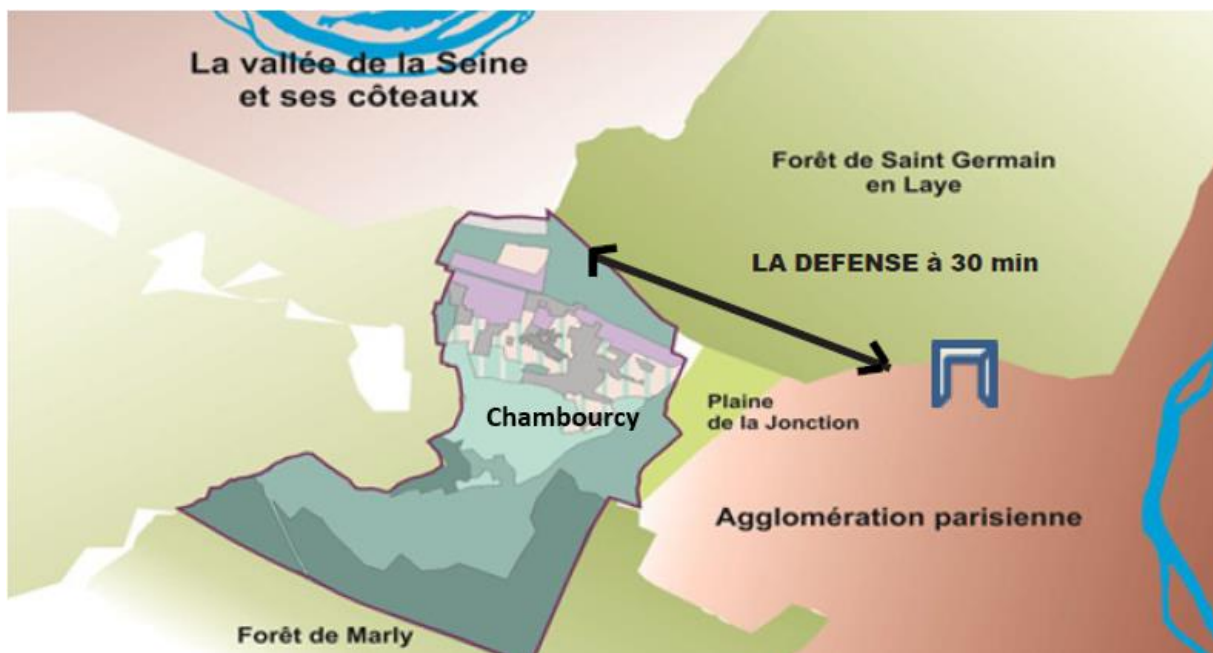 La vallée de la Seine
et ses côteaux
Forêt de Saint Germain
en Laye
LA DEFENSE à 30 min
Plaine
de la Jonction
Chambourcy
Agglomération parisienne
Forêt de Marly